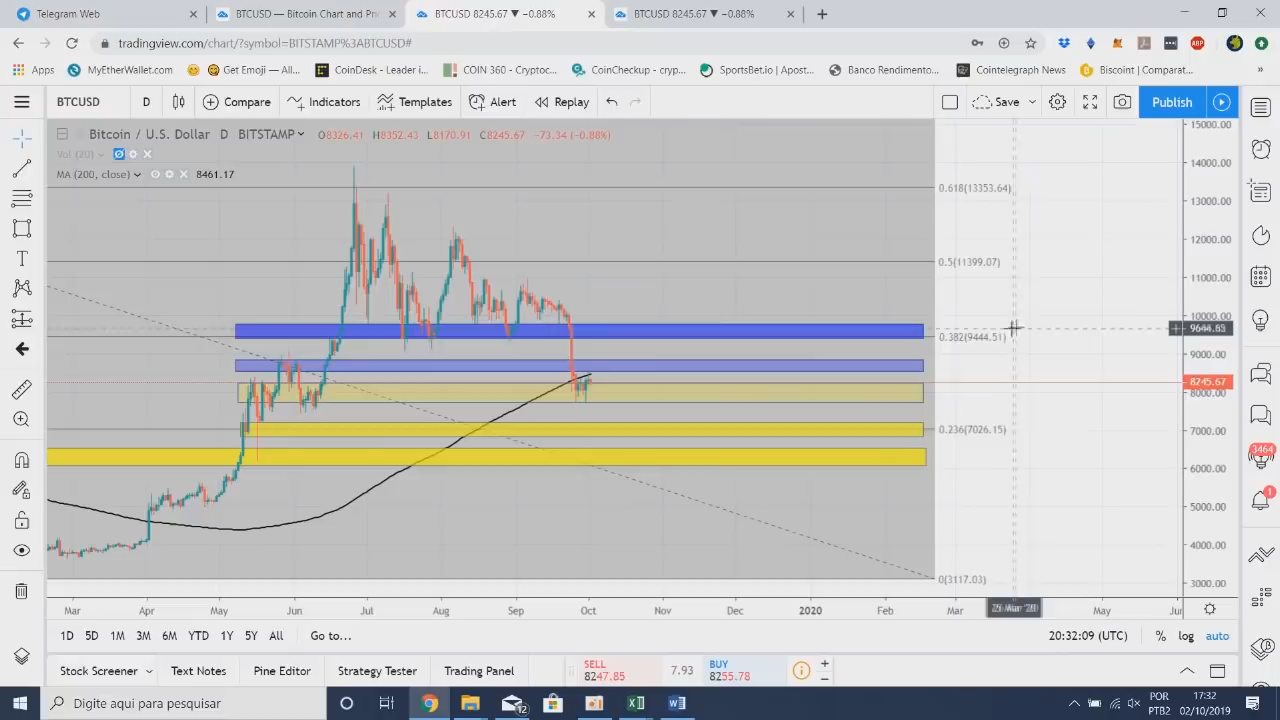 Telegram Web
BTCUSD — Bitcoin Chart and Pri
BTCUSD 8245.67 ▼ −0.88%
BTCUSD 8245.67 ▼ −0.88%
tradingview.com/chart/?symbol=BITSTAMP%3ABTCUSD#
Apps
MyEtherWallet.com
Get Emoji — All...
CoinDesk - Leader i...
COIN 360 - Cryptoc...
CoinCheckup - cryp...
SportsBet.io | Apost...
Banco Rendimento...
Cointelegraph News
Biscoint | Comparat...
BTCUSD
D
Compare
Indicators
Templates
Alert
Replay
Save
Publish
Bitcoin / U.S. Dollar D BITSTAMP
O8326.41 H8352.43 L8170.91 C8245.67 −73.34 (−0.88%)
Vol (20)
MA (200, close) 8461.17
0.618(13353.64)
0.5(11399.07)
0.382(9444.51)
0.236(7026.15)
0(3117.03)
15000.00
14000.00
13000.00
12000.00
11000.00
10000.00
9644.83
9000.00
8245.67
8000.00
7000.00
6000.00
5000.00
4000.00
3000.00
3464
1
Mar Apr May Jun Jul Aug Sep Oct Nov Dec 2020 Feb Mar May Jun
1D 5D 1M 3M 6M YTD 1Y 5Y All Go to...
20:32:09 (UTC) % log auto
Stock Screener Text Notes Pine Editor Strategy Tester Trading Panel
SELL
8247.85
7.93
BUY
8255.78
Digite aqui para pesquisar
12
POR
PTB2
17:32
02/10/2019